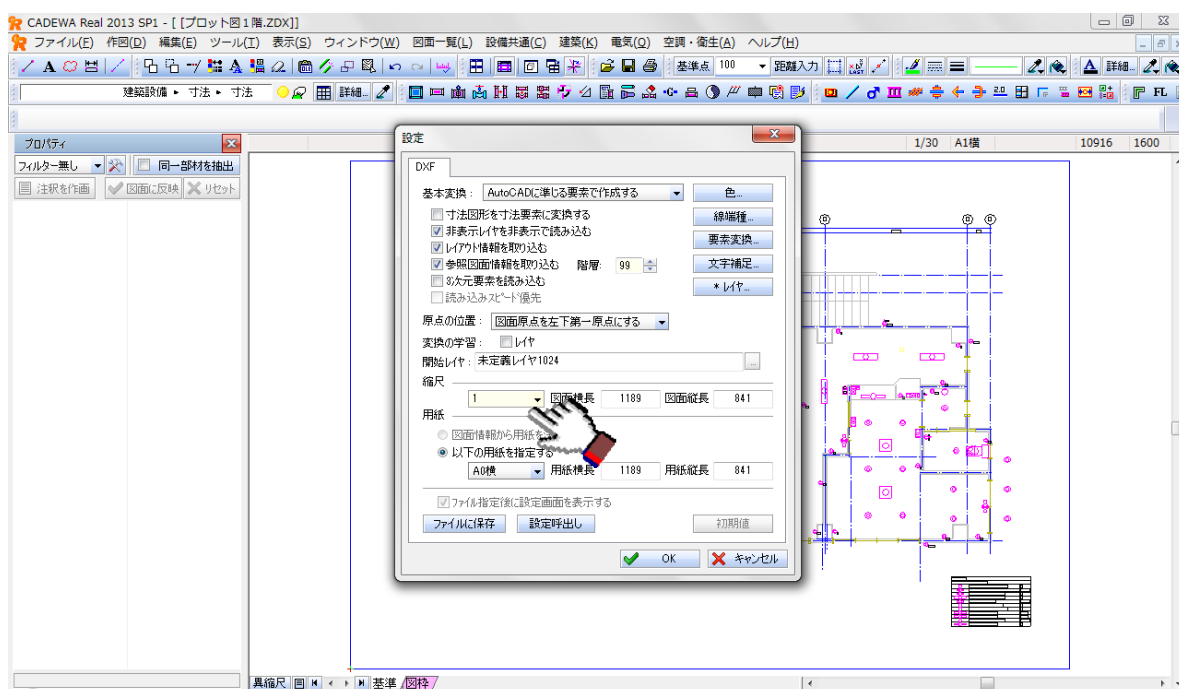 CADEWA Real 2013 SP1 - [ [プロット図１階.ZDX]]
ファイル(F) 作図(D) 編集(E) ツール(T) 表示(S) ウィンドウ(W) 図面一覧(L) 設備共通(C) 建築(K) 電気(Q) 空調・衛生(A) ヘルプ(H)
基準点 100 距離入力 詳細...
建築設備 ▸ 寸法 ▸ 寸法 詳細... FL
プロパティ
1/30 A1横 10916 1600
フィルター無し 同一部材を抽出
注釈を作画 図面に反映 リセット
設定
DXF
基本変換： AutoCADに準じる要素で作成する 色...
寸法図形を寸法要素に変換する 線端種...
非表示レイヤを非表示で読み込む
レイアウト情報を取り込む 要素変換...
参照図面情報を取り込む 階層: 99 文字補足...
3次元要素を読み込む *レイヤ...
読み込みスピード優先
原点の位置： 図面原点を左下第一原点にする
変換の学習： レイヤ
開始レイヤ： 未定義レイヤ1024 ...
縮尺
1 図面横長 1189 図面縦長 841
用紙
図面情報から用紙を
以下の用紙を指定する
A0横 用紙横長 1189 用紙縦長 841
ファイル指定後に設定画面を表示する
ファイルに保存 設定呼出し 初期値
OK キャンセル
異縮尺 基準 図枠